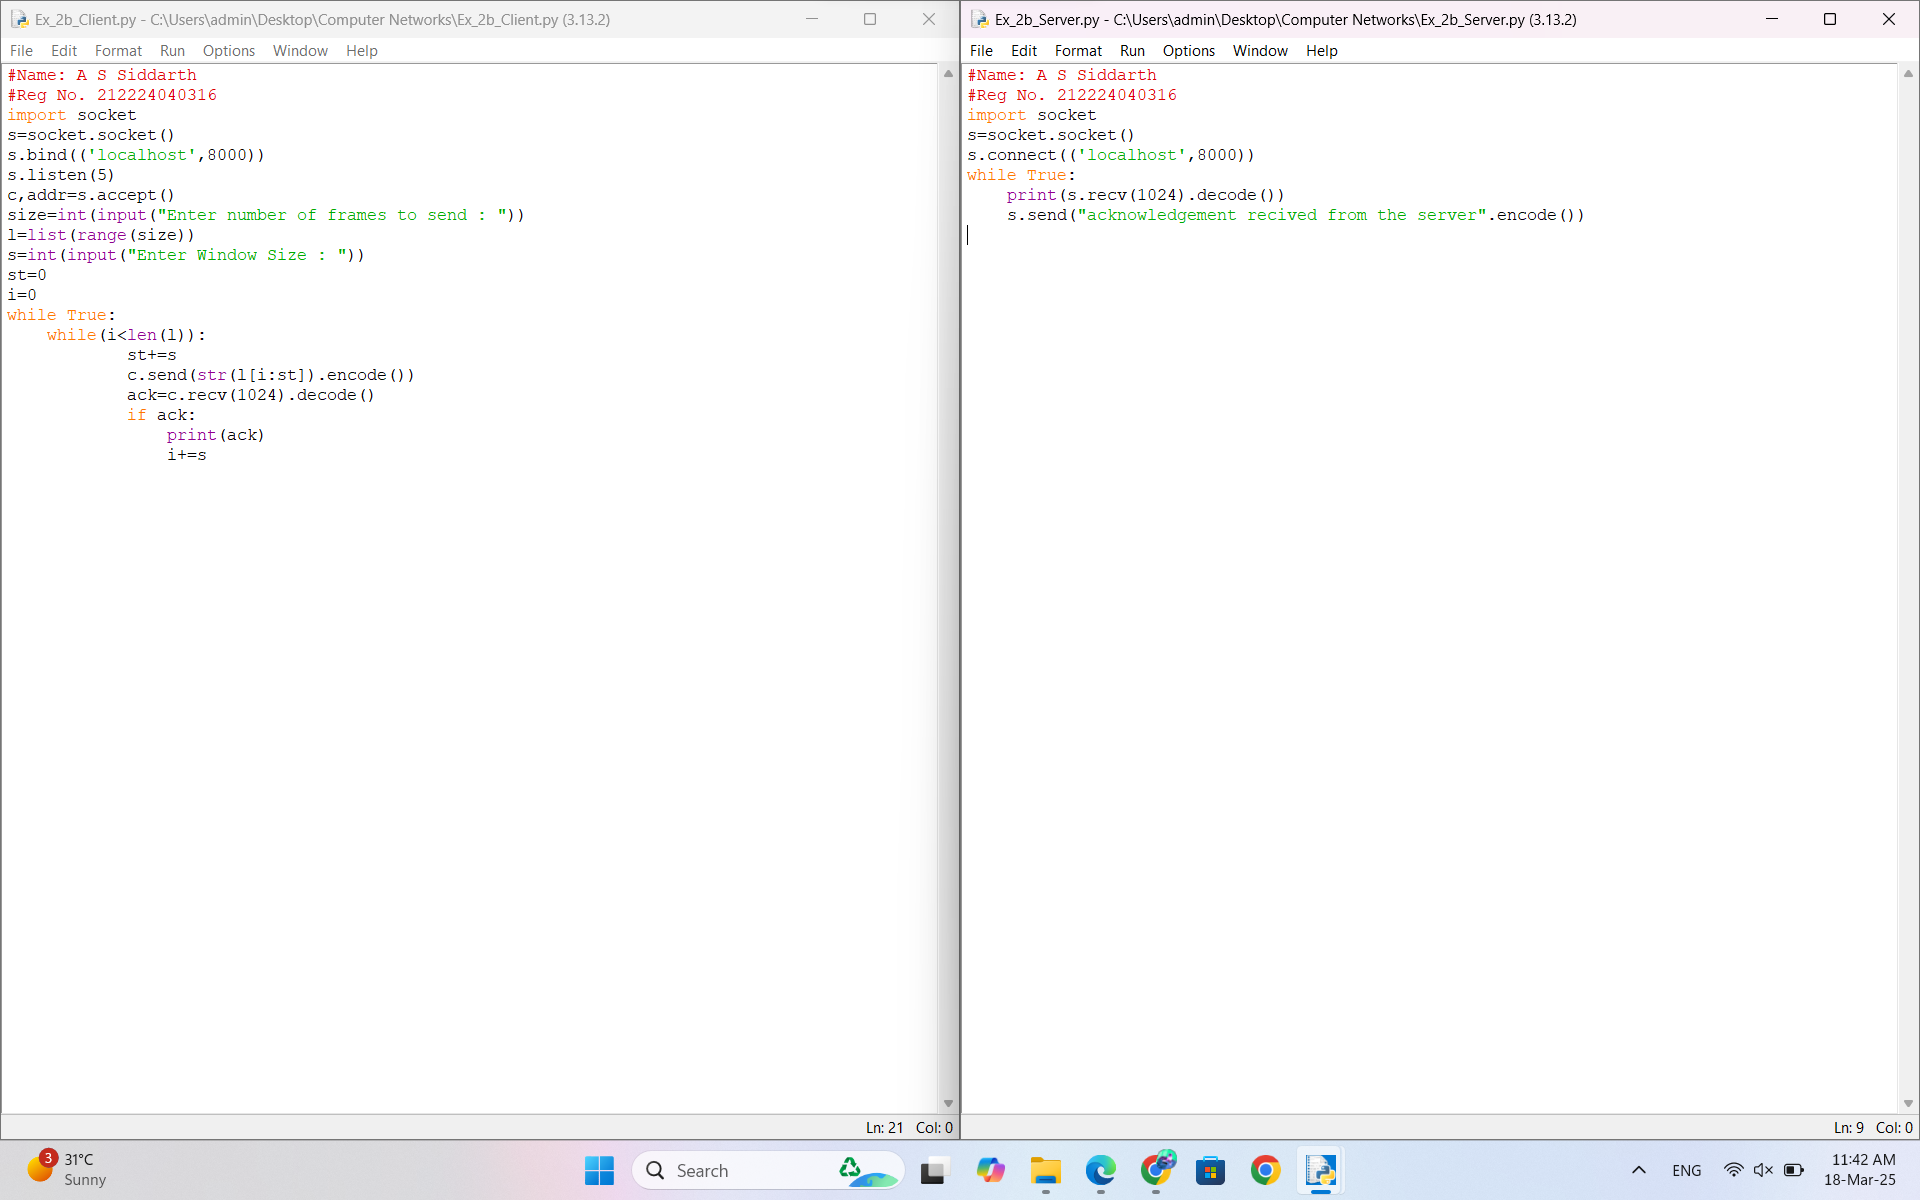 Ex_2b_Client.py - C:\Users\admin\Desktop\Computer Networks\Ex_2b_Client.py (3.13.2)
File Edit Format Run Options Window Help
#Name: A S Siddarth
#Reg No. 212224040316
import socket
s=socket.socket()
s.bind(('localhost',8000))
s.listen(5)
c,addr=s.accept()
size=int(input("Enter number of frames to send : "))
l=list(range(size))
s=int(input("Enter Window Size : "))
st=0
i=0
while True:
    while(i<len(l)):
            st+=s
            c.send(str(l[i:st]).encode())
            ack=c.recv(1024).decode()
            if ack:
                print(ack)
                i+=s
Ln: 21 Col: 0
Ex_2b_Server.py - C:\Users\admin\Desktop\Computer Networks\Ex_2b_Server.py (3.13.2)
File Edit Format Run Options Window Help
#Name: A S Siddarth
#Reg No. 212224040316
import socket
s=socket.socket()
s.connect(('localhost',8000))
while True:
    print(s.recv(1024).decode())
    s.send("acknowledgement recived from the server".encode())
Ln: 9 Col: 0
3
31°C
Sunny
Search
ENG
11:42 AM
18-Mar-25